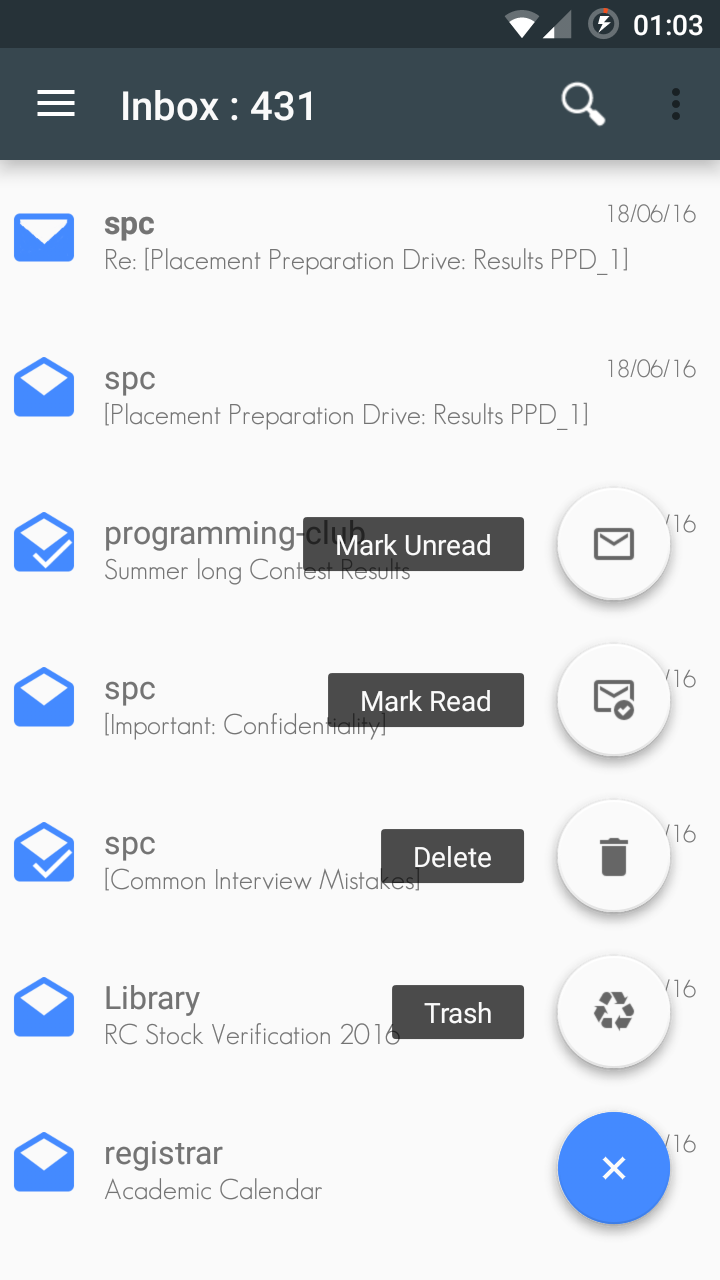 01:03
Inbox : 431
spc
18/06/16
Re: [Placement Preparation Drive: Results PPD_1]
spc
18/06/16
[Placement Preparation Drive: Results PPD_1]
programming-club
/16
Mark Unread
Summer long Contest Results
spc
/16
Mark Read
[Important: Confidentiality]
spc
/16
Delete
[Common Interview Mistakes]
Library
/16
Trash
RC Stock Verification 2016
registrar
/16
Academic Calendar